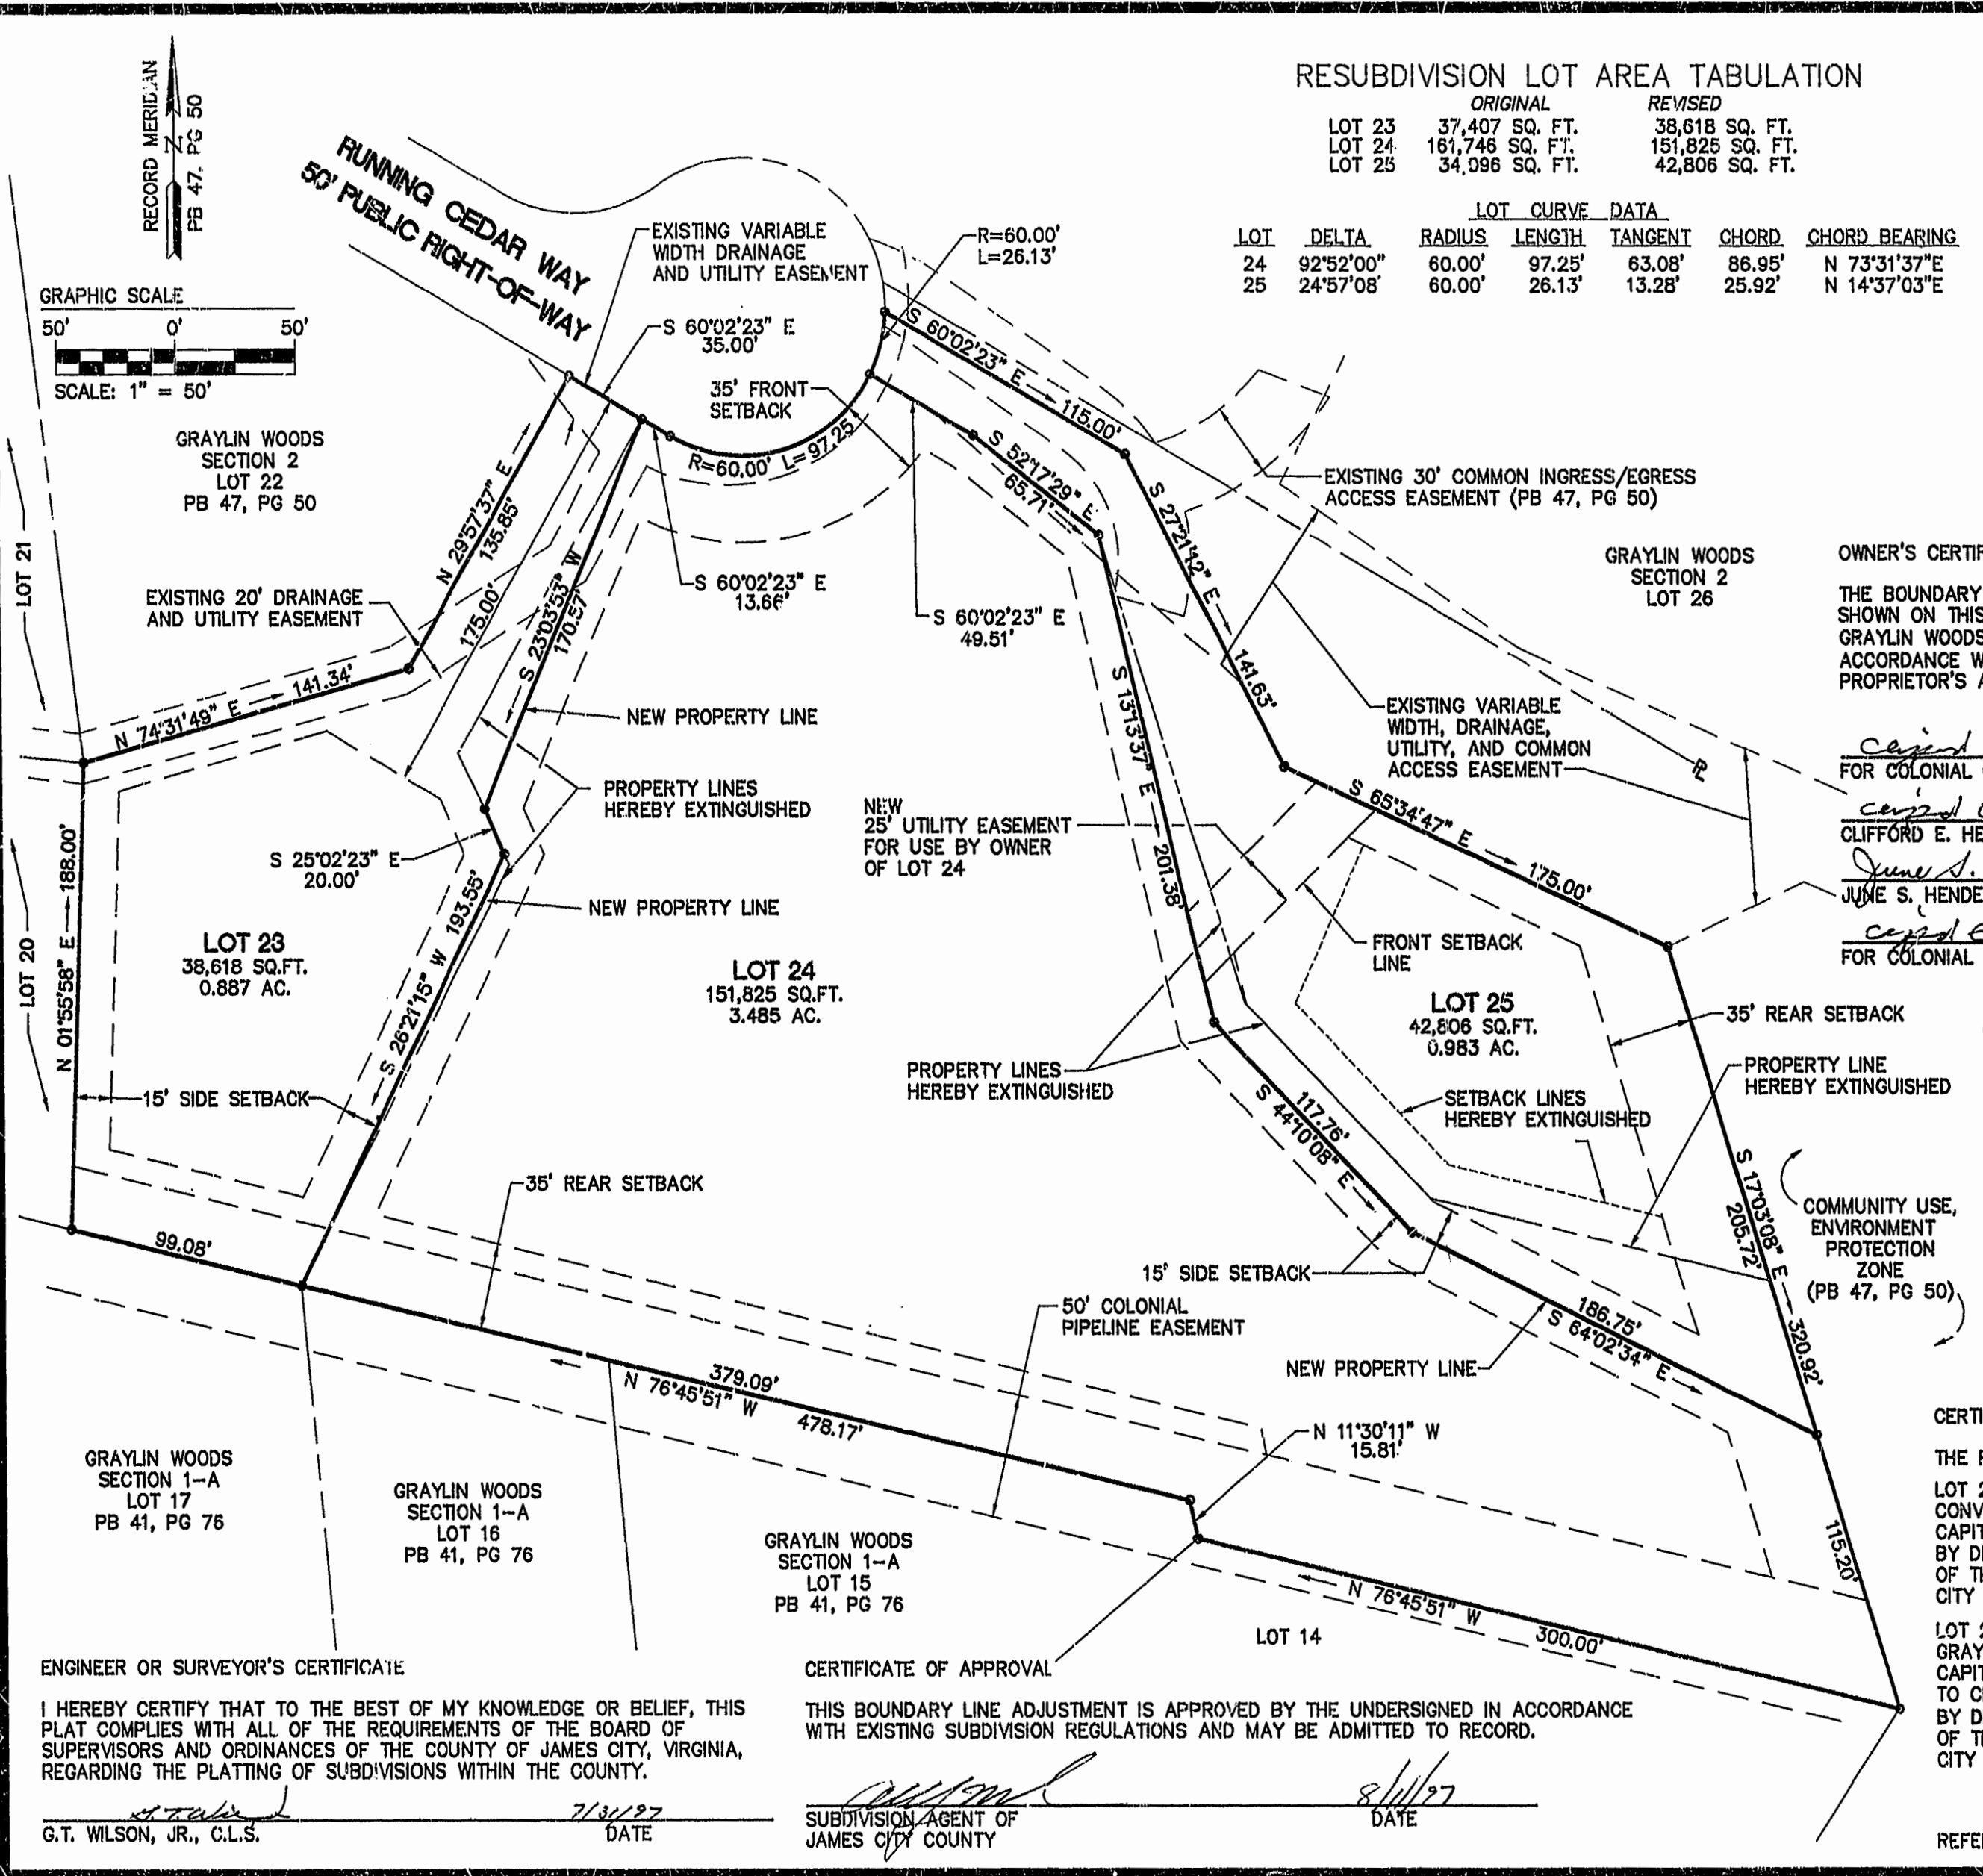 RECORD MERIDIAN
PB 47, PG 50
N
GRAPHIC SCALE
50' 0' 50'
SCALE: 1" = 50'
RUNNING CEDAR WAY
50' PUBLIC RIGHT-OF-WAY
RESUBDIVISION LOT AREA TABULATION
ORIGINAL REVISED
LOT 23 37,407 SQ. FT. 38,618 SQ. FT.
LOT 24 161,746 SQ. FT. 151,825 SQ. FT.
LOT 25 34,096 SQ. FT. 42,806 SQ. FT.
LOT CURVE DATA
LOT DELTA RADIUS LENGTH TANGENT CHORD CHORD BEARING
24 92°52'00" 60.00' 97.25' 63.08' 86.95' N 73°31'37"E
25 24°57'08' 60.00' 26.13' 13.28' 25.92' N 14°37'03"E
EXISTING VARIABLE
WIDTH DRAINAGE
AND UTILITY EASEMENT
R=60.00'
L=26.13'
S 60°02'23" E
35.00'
35' FRONT
SETBACK
R=60.00' L=97.25
S 60°02'23" E
115.00'
S 52°17'29" E
65.71'
S 27°21'42" E
141.63'
EXISTING 30' COMMON INGRESS/EGRESS
ACCESS EASEMENT (PB 47, PG 50)
GRAYLIN WOODS
SECTION 2
LOT 22
PB 47, PG 50
LOT 21
N 29°57'37" E
135.85'
175.00'
S 23°03'53" W
170.57'
S 60°02'23" E
13.66'
S 60°02'23" E
49.51'
EXISTING 20' DRAINAGE
AND UTILITY EASEMENT
N 74°31'49" E
141.34'
GRAYLIN WOODS
SECTION 2
LOT 26
OWNER'S CERTIF
THE BOUNDARY
SHOWN ON THIS
GRAYLIN WOODS
ACCORDANCE W
PROPRIETOR'S A
FOR COLONIAL
CLIFFORD E. HE
JUNE S. HENDE
FOR COLONIAL
NEW PROPERTY LINE
PROPERTY LINES
HEREBY EXTINGUISHED
S 13°13'37" E
201.38'
EXISTING VARIABLE
WIDTH, DRAINAGE,
UTILITY, AND COMMON
ACCESS EASEMENT
PL
S 65°34'47" E
175.00'
NEW
25' UTILITY EASEMENT
FOR USE BY OWNER
OF LOT 24
S 25°02'23" E
20.00'
NEW PROPERTY LINE
LOT 20
N 01°55'58" E
188.00'
LOT 23
38,618 SQ.FT.
0.887 AC.
S 26°21'15" W
193.55'
LOT 24
151,825 SQ.FT.
3.485 AC.
FRONT SETBACK
LINE
LOT 25
42,806 SQ.FT.
0.983 AC.
35' REAR SETBACK
PROPERTY LINES
HEREBY EXTINGUISHED
PROPERTY LINE
HEREBY EXTINGUISHED
SETBACK LINES
HEREBY EXTINGUISHED
15' SIDE SETBACK
117.76'
S 44°10'08" E
35' REAR SETBACK
S 17°03'08" E
205.72'
320.92'
COMMUNITY USE,
ENVIRONMENT
PROTECTION
ZONE
(PB 47, PG 50)
99.08'
15' SIDE SETBACK
50' COLONIAL
PIPELINE EASEMENT
186.75'
S 64°02'34" E
NEW PROPERTY LINE
379.09'
N 76°45'51" W
478.17'
N 11°30'11" W
15.81'
115.20'
GRAYLIN WOODS
SECTION 1-A
LOT 17
PB 41, PG 76
GRAYLIN WOODS
SECTION 1-A
LOT 16
PB 41, PG 76
GRAYLIN WOODS
SECTION 1-A
LOT 15
PB 41, PG 76
N 76°45'51" W
300.00'
LOT 14
CERTI
THE
LOT 2
CONV
CAPIT
BY D
OF TH
CITY
LOT 2
GRAY
CAPIT
TO C
BY D
OF T
CITY
REFE
ENGINEER OR SURVEYOR'S CERTIFICATE
I HEREBY CERTIFY THAT TO THE BEST OF MY KNOWLEDGE OR BELIEF, THIS
PLAT COMPLIES WITH ALL OF THE REQUIREMENTS OF THE BOARD OF
SUPERVISORS AND ORDINANCES OF THE COUNTY OF JAMES CITY, VIRGINIA,
REGARDING THE PLATTING OF SUBDIVISIONS WITHIN THE COUNTY.
7/31/97
G.T. WILSON, JR., C.L.S. DATE
CERTIFICATE OF APPROVAL
THIS BOUNDARY LINE ADJUSTMENT IS APPROVED BY THE UNDERSIGNED IN ACCORDANCE
WITH EXISTING SUBDIVISION REGULATIONS AND MAY BE ADMITTED TO RECORD.
8/11/97
SUBDIVISION AGENT OF DATE
JAMES CITY COUNTY